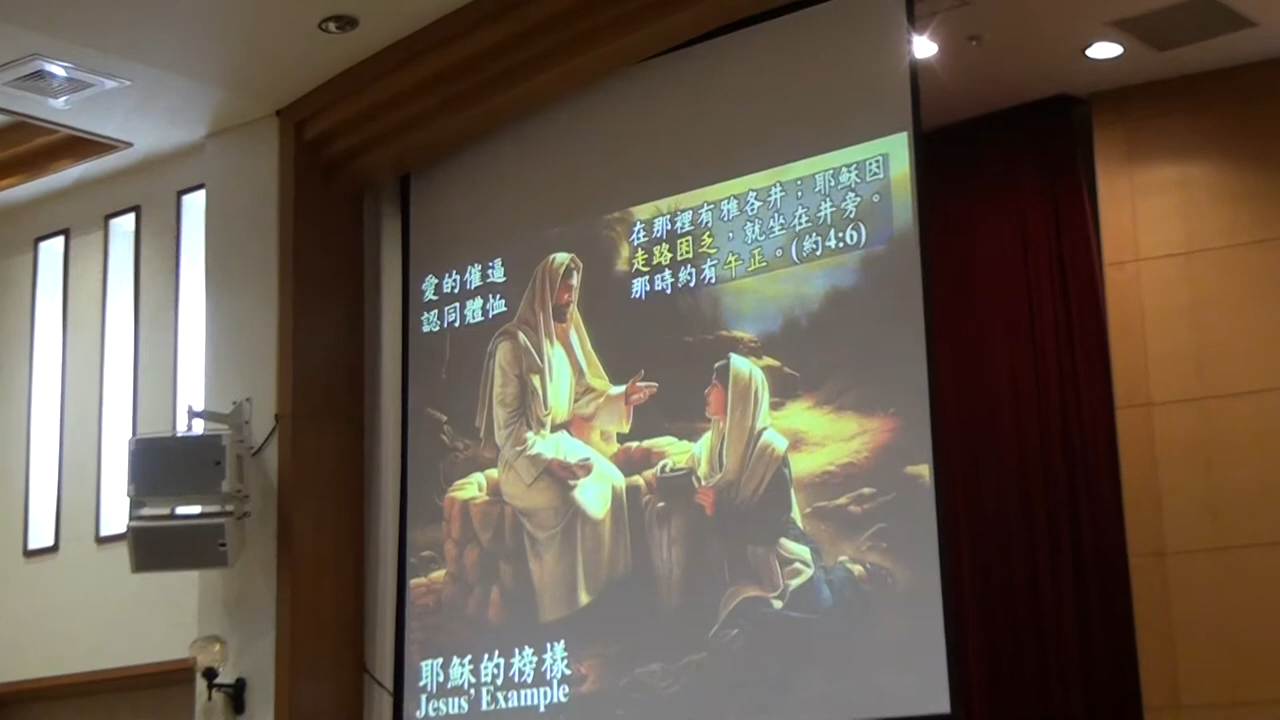 在那裡有雅各井；耶穌因
走路困乏，就坐在井旁。
那時約有午正。(約4:6)
愛的催逼
認同體恤
耶穌的榜樣
Jesus’ Example